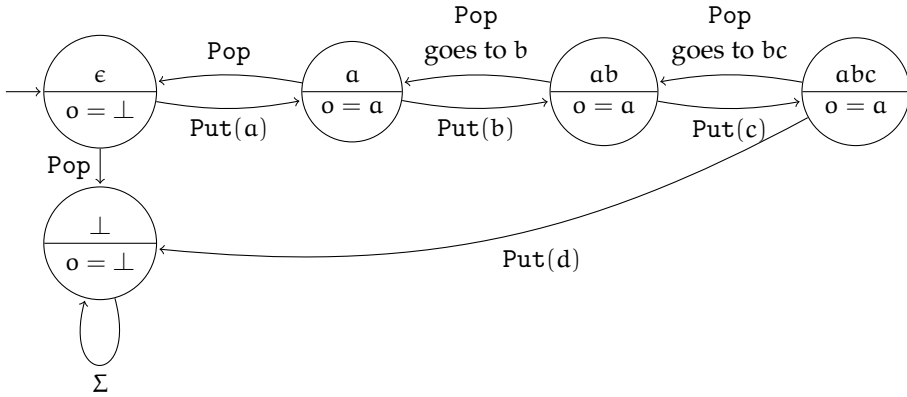 Pop
goes to b
Pop
goes to bc
Pop
ϵ
o = ⊥
a
o = a
ab
o = a
abc
o = a
Put(a)
Put(b)
Put(c)
Pop
⊥
o = ⊥
Put(d)
Σ